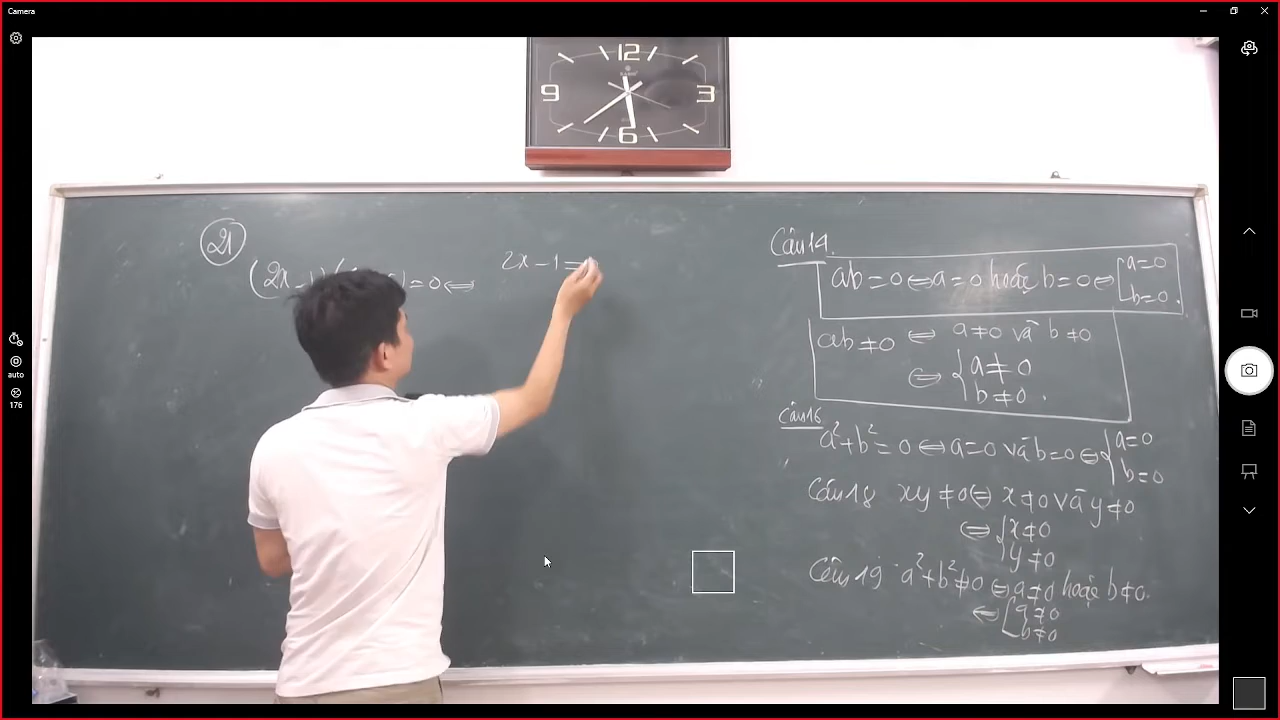 Camera
auto
176
12
9
3
6
21
(2x-1)
=0⇔
2x-1=
Câu 14.
ab=0⇔a=0 hoặc b=0⇔[a=0
b=0.
ab≠0 ⇔ a≠0 và b≠0
⇔ {a≠0
b≠0.
Câu 16
a²+b²=0⇔a=0 và b=0⇔{a=0
b=0
Câu 18 xy≠0⇔x≠0 và y≠0
⇔{x≠0
y≠0
Câu 19 a²+b²≠0⇔a≠0 hoặc b≠0.
⇔[a≠0
b≠0